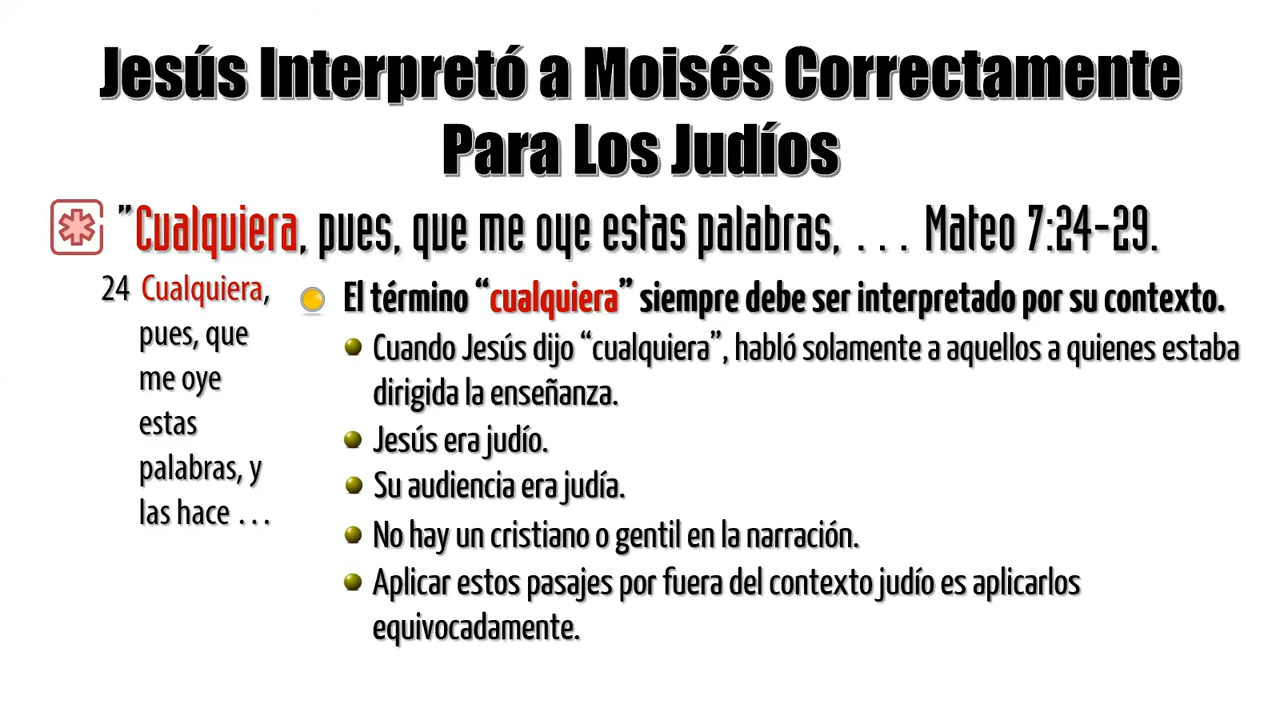 Jesús Interpretó a Moisés Correctamente
Para Los Judíos
"Cualquiera, pues, que me oye estas palabras, . . . Mateo 7:24-29.
24 Cualquiera,
pues, que
me oye
estas
palabras, y
las hace . . .
El término “cualquiera” siempre debe ser interpretado por su contexto.
Cuando Jesús dijo “cualquiera”, habló solamente a aquellos a quienes estaba
dirigida la enseñanza.
Jesús era judío.
Su audiencia era judía.
No hay un cristiano o gentil en la narración.
Aplicar estos pasajes por fuera del contexto judío es aplicarlos
equivocadamente.